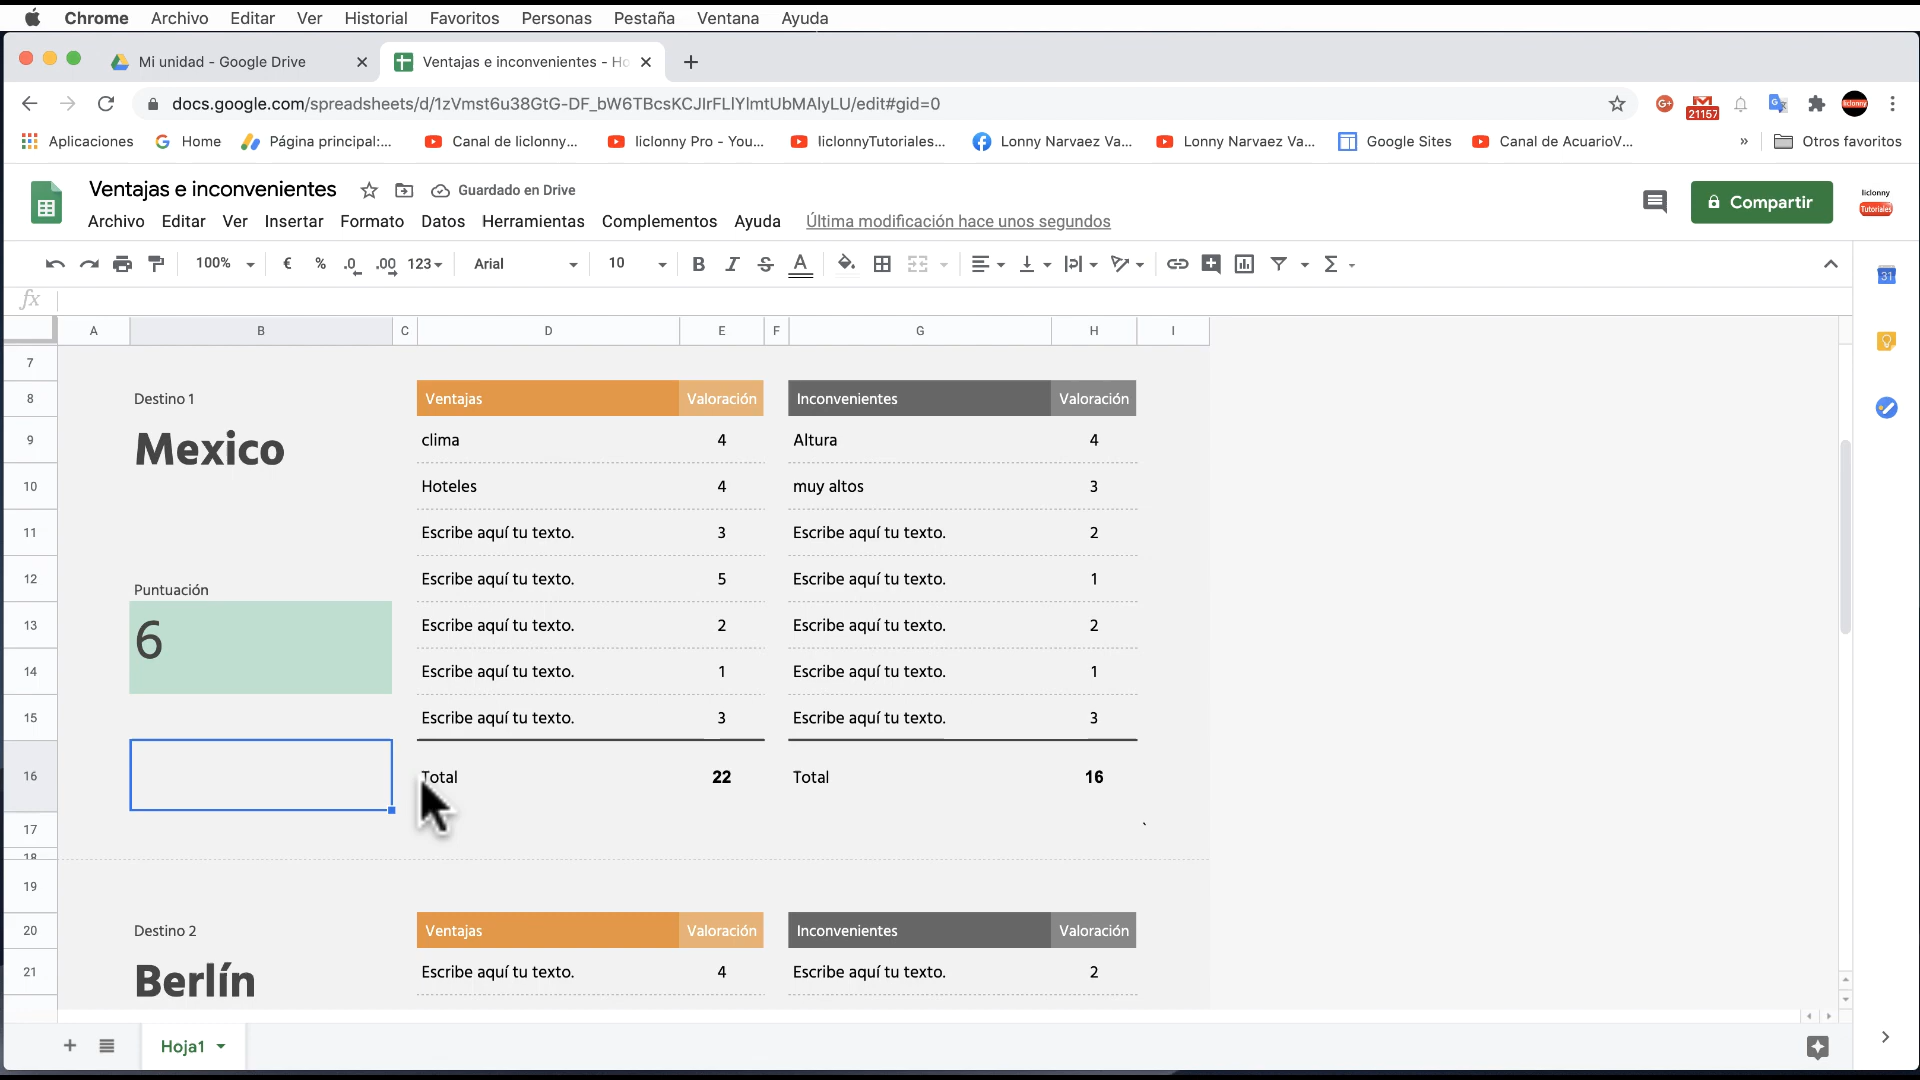 Chrome Archivo Editar Ver Historial Favoritos Personas Pestaña Ventana Ayuda
Mi unidad - Google Drive
Ventajas e inconvenientes - Ho
docs.google.com/spreadsheets/d/1zVmst6u38GtG-DF_bW6TBcsKCJIrFLlYlmtUbMAlyLU/edit#gid=0
21157
liclonny
Aplicaciones Home Página principal:... Canal de liclonny... liclonny Pro - You... liclonnyTutoriales... Lonny Narvaez Va... Lonny Narvaez Va... Google Sites Canal de AcuarioV... » Otros favoritos
Ventajas e inconvenientes Guardado en Drive
Archivo Editar Ver Insertar Formato Datos Herramientas Complementos Ayuda Última modificación hace unos segundos
Compartir
liclonny
Tutoriales
100% € % .0 .00 123 Arial 10 B I S A Σ
31
fx
A B C D E F G H I
7
8 Destino 1 Ventajas Valoración Inconvenientes Valoración
9 Mexico clima 4 Altura 4
10 Hoteles 4 muy altos 3
11 Escribe aquí tu texto. 3 Escribe aquí tu texto. 2
12 Puntuación Escribe aquí tu texto. 5 Escribe aquí tu texto. 1
13 6 Escribe aquí tu texto. 2 Escribe aquí tu texto. 2
14 Escribe aquí tu texto. 1 Escribe aquí tu texto. 1
15 Escribe aquí tu texto. 3 Escribe aquí tu texto. 3
16 Total 22 Total 16
17
18
19
20 Destino 2 Ventajas Valoración Inconvenientes Valoración
21 Berlín Escribe aquí tu texto. 4 Escribe aquí tu texto. 2
Hoja1